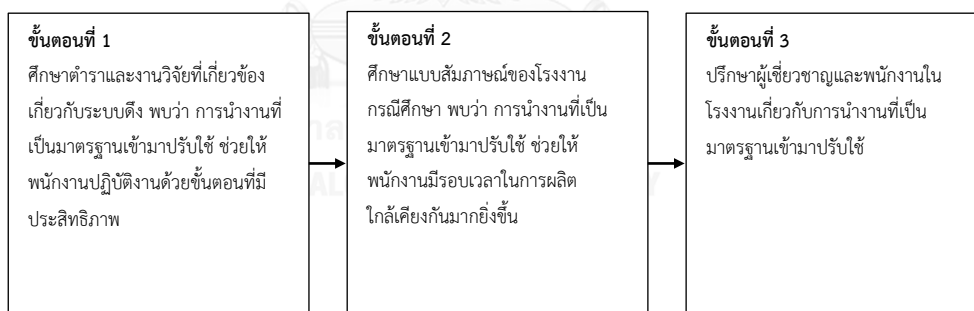 ขั้นตอนที่ 1
ศึกษาตำราและงานวิจัยที่เกี่ยวข้อง
เกี่ยวกับระบบดึง พบว่า การนำงานที่
เป็นมาตรฐานเข้ามาปรับใช้ ช่วยให้
พนักงานปฏิบัติงานด้วยขั้นตอนที่มี
ประสิทธิภาพ
ขั้นตอนที่ 2
ศึกษาแบบสัมภาษณ์ของโรงงาน
กรณีศึกษา พบว่า การนำงานที่เป็น
มาตรฐานเข้ามาปรับใช้ ช่วยให้
พนักงานมีรอบเวลาในการผลิต
ใกล้เคียงกันมากยิ่งขึ้น
ขั้นตอนที่ 3
ปรึกษาผู้เชี่ยวชาญและพนักงานใน
โรงงานเกี่ยวกับการนำงานที่เป็น
มาตรฐานเข้ามาปรับใช้